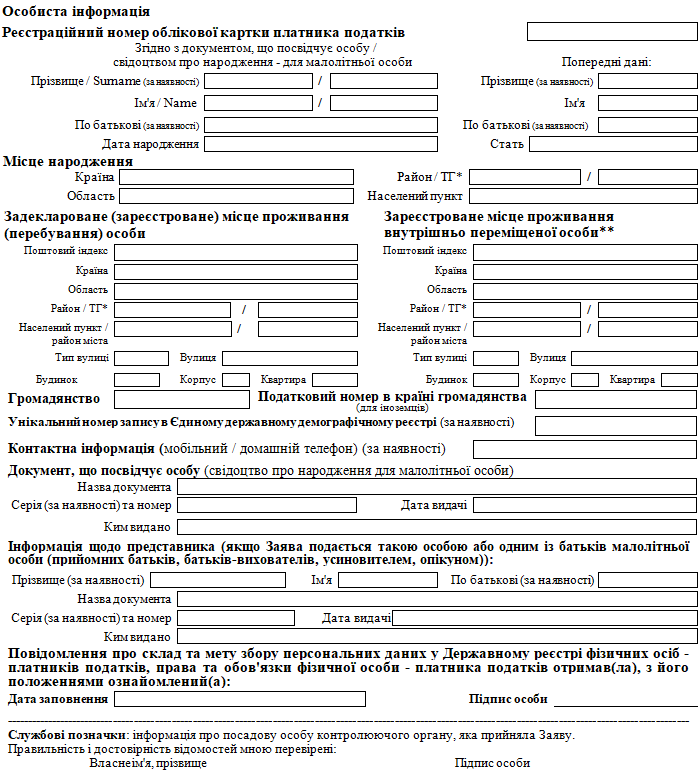 Особиста інформація
Реєстраційний номер облікової картки платника податків
Згідно з документом, що посвідчує особу /
свідоцтвом про народження - для малолітньої особи Попередні дані:
Прізвище / Surname (за наявності) / Прізвище (за наявності)
Ім'я / Name / Ім'я
По батькові (за наявності) По батькові (за наявності)
Дата народження Стать
Місце народження
Країна Район / ТГ* /
Область Населений пункт
Задеклароване (зареєстроване) місце проживання Зареєстроване місце проживання
(перебування) особи внутрішньо переміщеної особи**
Поштовий індекс Поштовий індекс
Країна Країна
Область Область
Район / ТГ* / Район / ТГ* /
Населений пункт / / Населений пункт / /
район міста район міста
Тип вулиці Вулиця Тип вулиці Вулиця
Будинок Корпус Квартира Будинок Корпус Квартира
Громадянство Податковий номер в країні громадянства
(для іноземців)
Унікальний номер запису в Єдиному державному демографічному реєстрі (за наявності)
Контактна інформація (мобільний / домашній телефон) (за наявності)
Документ, що посвідчує особу (свідоцтво про народження для малолітньої особи)
Назва документа
Серія (за наявності) та номер Дата видачі
Ким видано
Інформація щодо представника (якщо Заява подається такою особою або одним із батьків малолітньої
особи (прийомних батьків, батьків-вихователів, усиновителем, опікуном)):
Прізвище (за наявності) Ім'я По батькові (за наявності)
Назва документа
Серія (за наявності) та номер Дата видачі
Ким видано
Повідомлення про склад та мету збору персональних даних у Державному реєстрі фізичних осіб -
платників податків, права та обов'язки фізичної особи - платника податків отримав(ла), з його
положеннями ознайомлений(а):
Дата заповнення Підпис особи
Службові позначки: інформація про посадову особу контролюючого органу, яка прийняла Заяву.
Правильність і достовірність відомостей мною перевірені:
Власнеім'я, прізвище Підпис особи